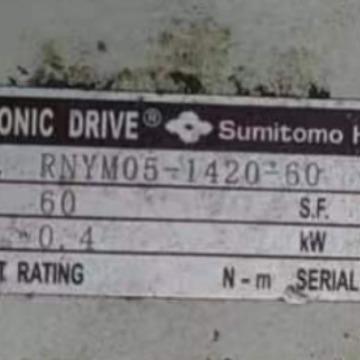 ONIC DRIVE® Sumitomo H
RNYM05-1420-60
60 S.F.
0.4 kW
T RATING N-m SERIAL